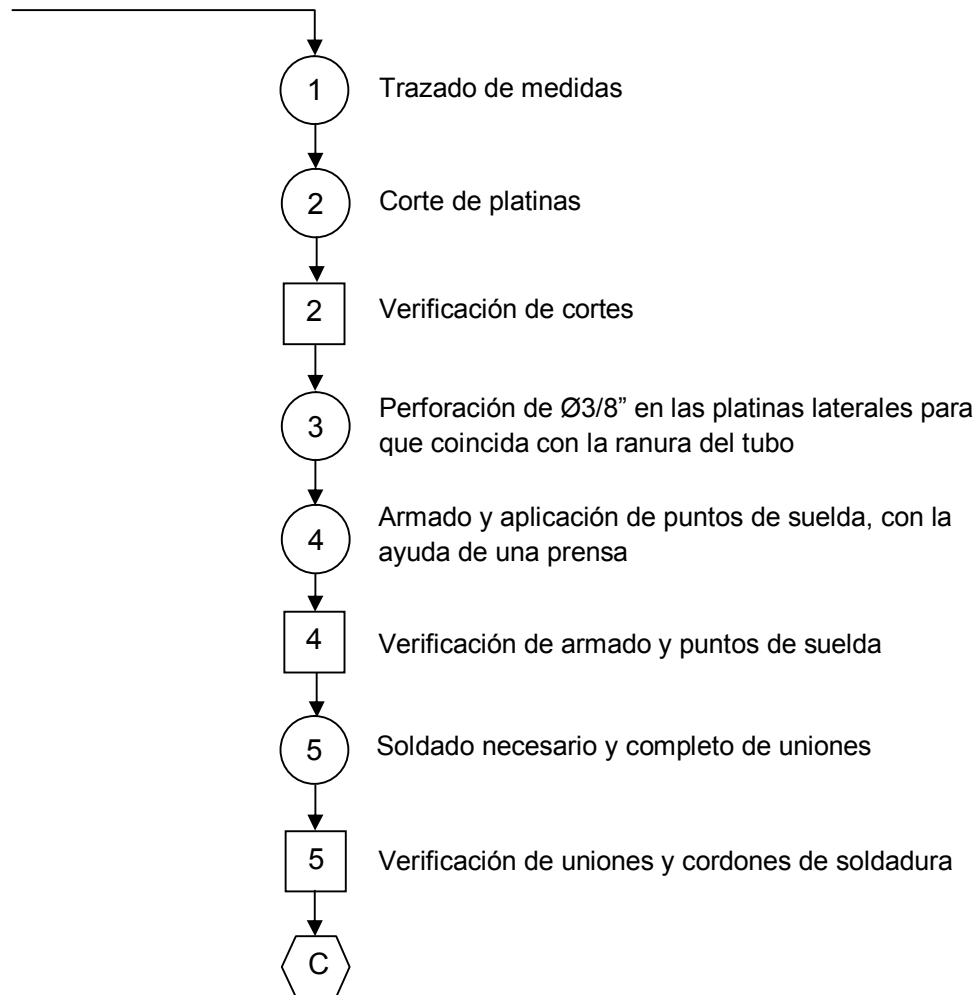 1 Trazado de medidas
2 Corte de platinas
2 Verificación de cortes
3 Perforación de Ø3/8” en las platinas laterales para
que coincida con la ranura del tubo
4 Armado y aplicación de puntos de suelda, con la
ayuda de una prensa
4 Verificación de armado y puntos de suelda
5 Soldado necesario y completo de uniones
5 Verificación de uniones y cordones de soldadura
C